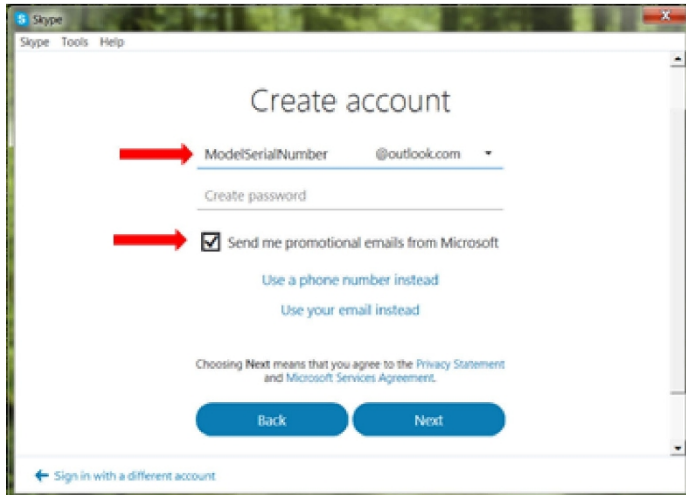 S Skype
Skype Tools Help
Create account
ModelSerialNumber @outlook.com
Create password
Send me promotional emails from Microsoft
Use a phone number instead
Use your email instead
Choosing Next means that you agree to the Privacy Statement
and Microsoft Services Agreement.
Back Next
Sign in with a different account